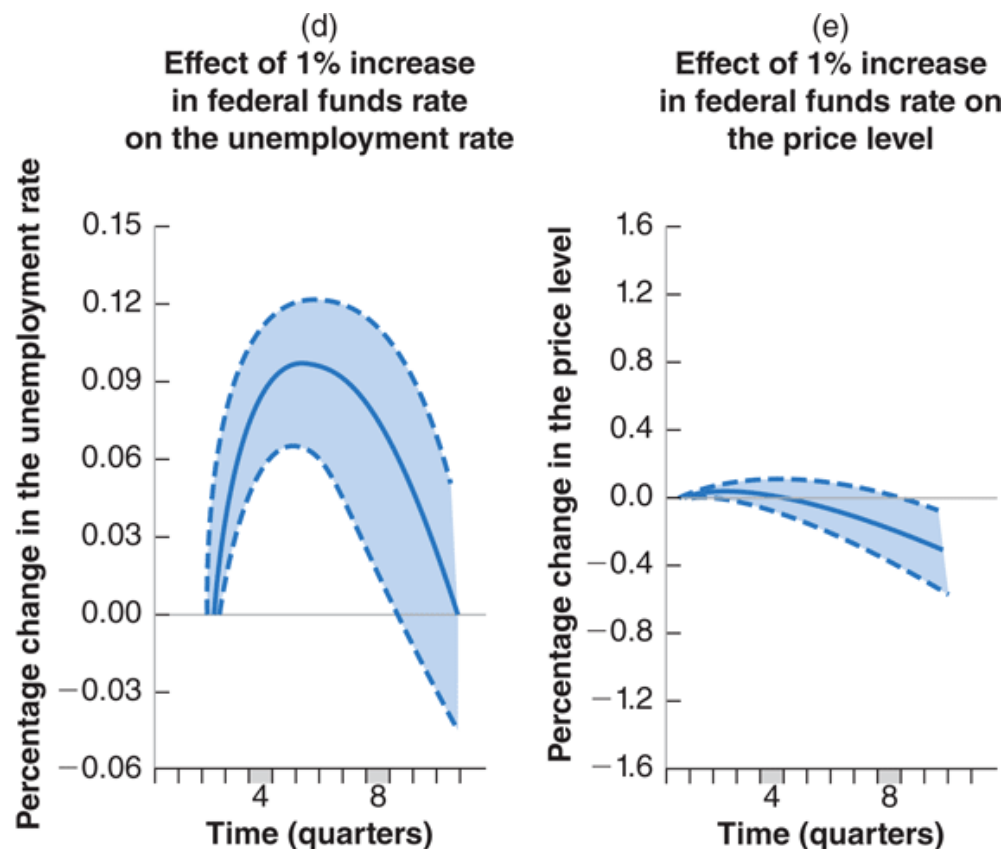 (d)
Effect of 1% increase
in federal funds rate
on the unemployment rate
Percentage change in the unemployment rate
0.15
0.12
0.09
0.06
0.03
0.00
−0.03
−0.06
4
8
Time (quarters)
(e)
Effect of 1% increase
in federal funds rate on
the price level
Percentage change in the price level
1.6
1.2
0.8
0.4
0.0
−0.4
−0.8
−1.2
−1.6
4
8
Time (quarters)